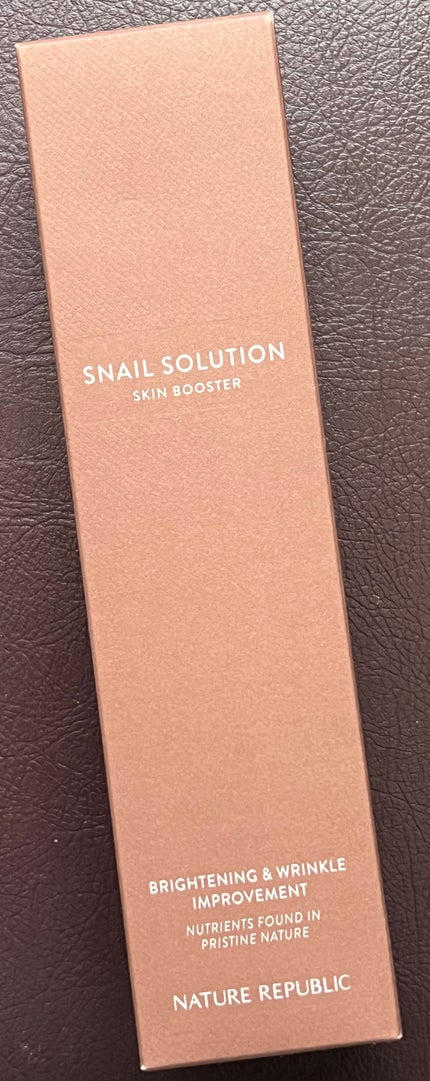 SNAIL SOLUTION
SKIN BOOSTER
BRIGHTENING & WRINKLE
IMPROVEMENT
NUTRIENTS FOUND IN
PRISTINE NATURE
NATURE REPUBLIC